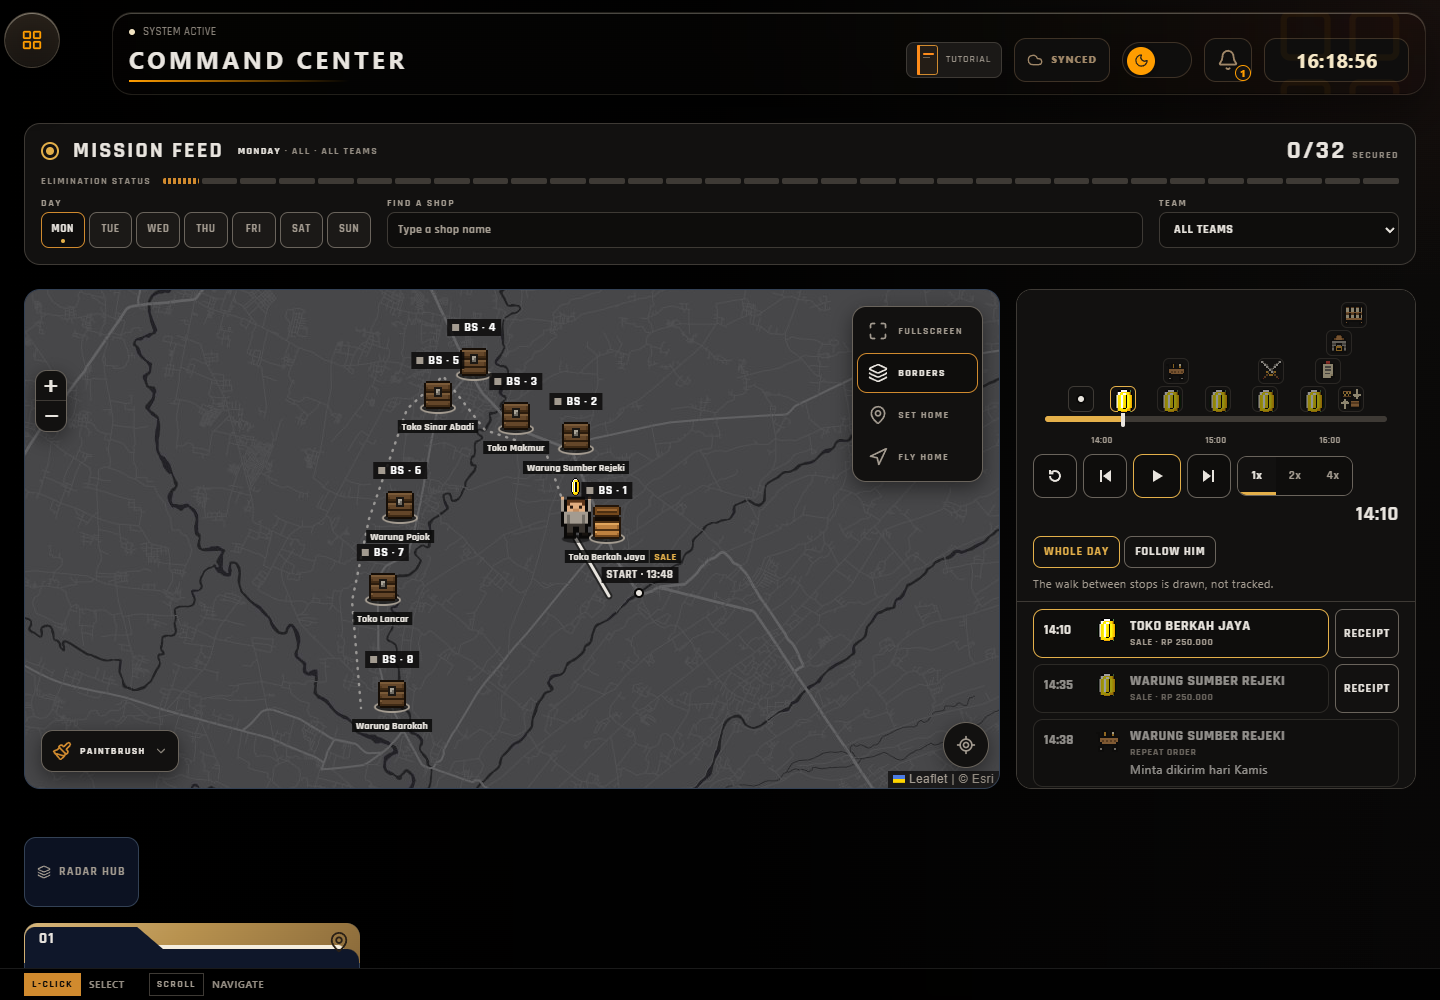 SYSTEM ACTIVE
COMMAND CENTER
TUTORIAL
SYNCED
1
16:18:56
MISSION FEED
MONDAY · ALL · ALL TEAMS
0/32 SECURED
ELIMINATION STATUS
DAY
MON TUE WED THU FRI SAT SUN
FIND A SHOP
Type a shop name
TEAM
ALL TEAMS
+
−
BS · 4
BS · 5
BS · 3
Toko Sinar Abadi
BS · 2
Toko Makmur
Warung Sumber Rejeki
BS · 6
BS · 1
Warung Pojok
Toko Berkah Jaya SALE
BS · 7
START · 13:48
Toko Lancar
BS · 8
Warung Barokah
FULLSCREEN
BORDERS
SET HOME
FLY HOME
PAINTBRUSH
Leaflet | © Esri
14:00 15:00 16:00
1x 2x 4x
14:10
WHOLE DAY FOLLOW HIM
The walk between stops is drawn, not tracked.
14:10 TOKO BERKAH JAYA
SALE · RP 250.000
RECEIPT
14:35 WARUNG SUMBER REJEKI
SALE · RP 250.000
RECEIPT
14:38 WARUNG SUMBER REJEKI
REPEAT ORDER
Minta dikirim hari Kamis
RADAR HUB
01
L-CLICK SELECT SCROLL NAVIGATE